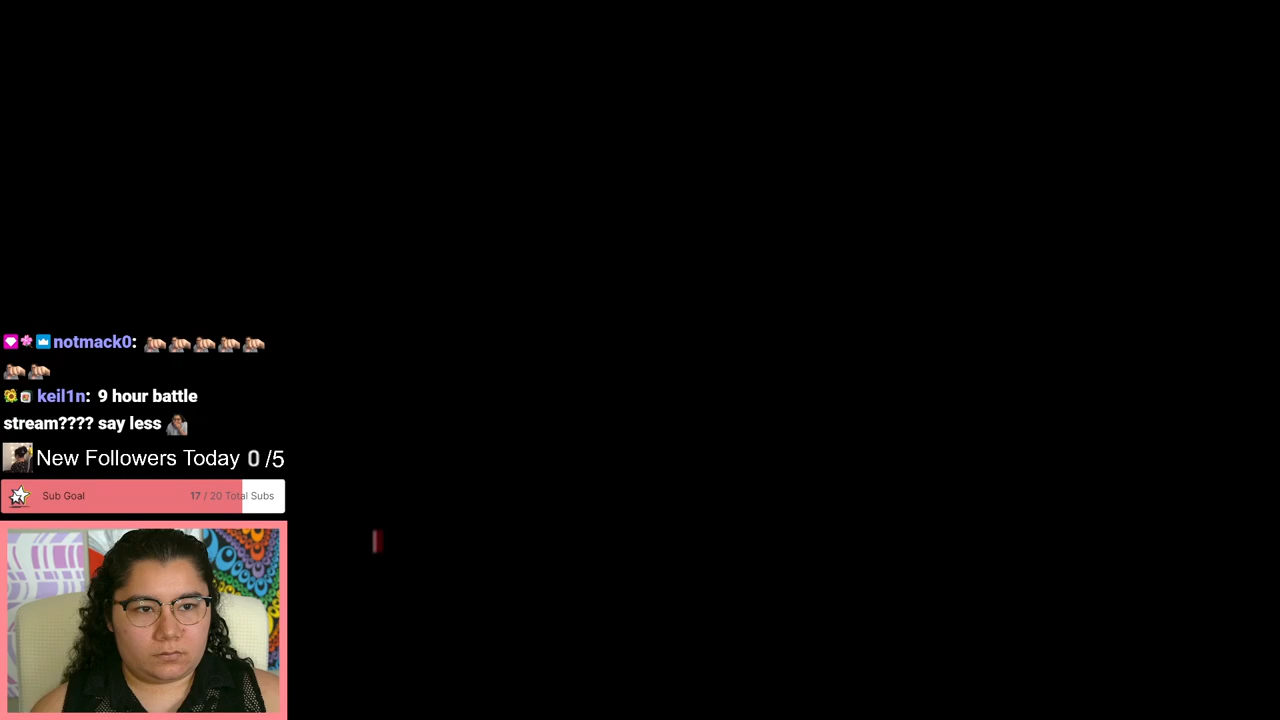 notmack0:
keil1n: 9 hour battle
stream???? say less
New Followers Today 0 /5
Sub Goal 17 / 20 Total Subs